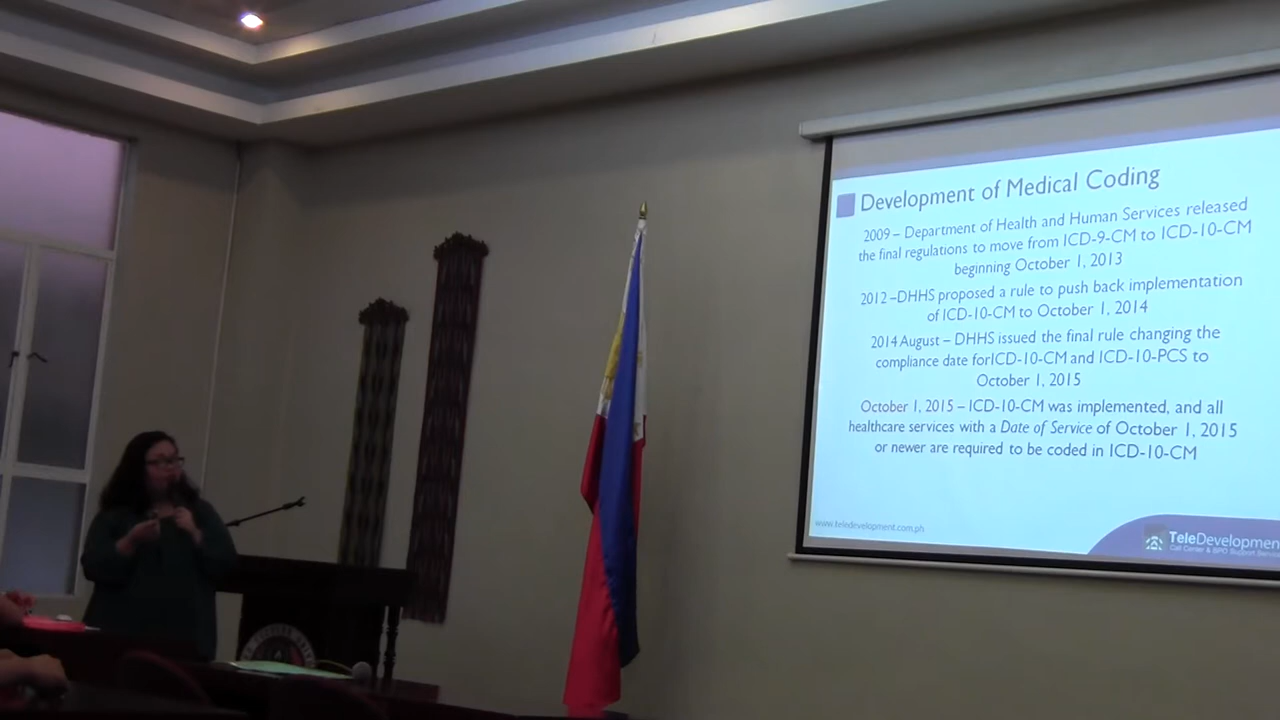 Development of Medical Coding
2009 – Department of Health and Human Services released
the final regulations to move from ICD-9-CM to ICD-10-CM
beginning October 1, 2013
2012 –DHHS proposed a rule to push back implementation
of ICD-10-CM to October 1, 2014
2014 August – DHHS issued the final rule changing the
compliance date forICD-10-CM and ICD-10-PCS to
October 1, 2015
October 1, 2015 – ICD-10-CM was implemented, and all
healthcare services with a Date of Service of October 1, 2015
or newer are required to be coded in ICD-10-CM
www.teledevelopment.com.ph
TeleDevelopmen
Call Center & BPO Support